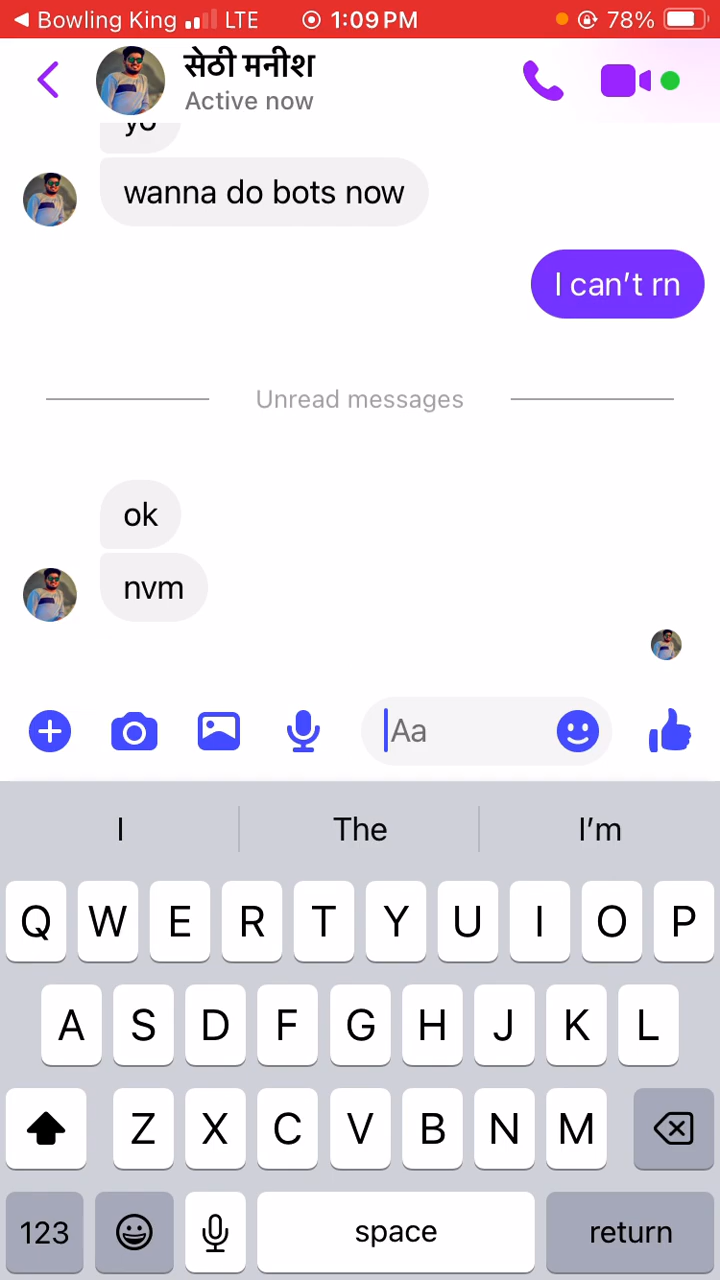 ◀ Bowling King LTE 1:09 PM 78%
सेठी मनीश
Active now
yo
wanna do bots now
I can’t rn
Unread messages
ok
nvm
Aa
I The I’m
Q W E R T Y U I O P
A S D F G H J K L
Z X C V B N M
123 space return